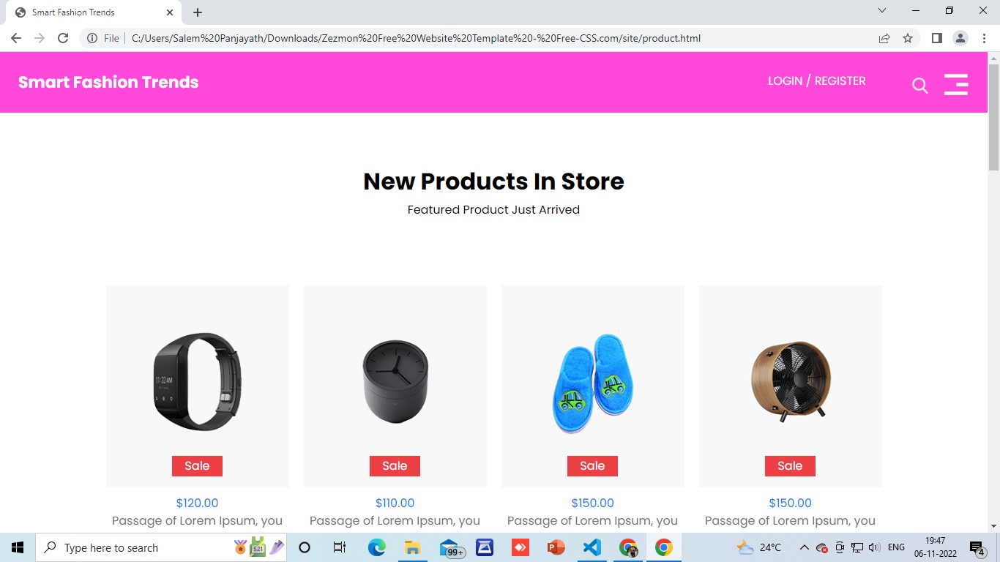 Smart Fashion Trends
File
C:/Users/Salem%20Panjayath/Downloads/Zezmon%20Free%20Website%20Template%20-%20Free-CSS.com/site/product.html
Smart Fashion Trends
LOGIN / REGISTER
New Products In Store
Featured Product Just Arrived
11:32 AM
Sale
Sale
Sale
Sale
$120.00
$110.00
$150.00
$150.00
Passage of Lorem Ipsum, you
Passage of Lorem Ipsum, you
Passage of Lorem Ipsum, you
Passage of Lorem Ipsum, you
Type here to search
521
99+
24°C
ENG
19:47
06-11-2022
4